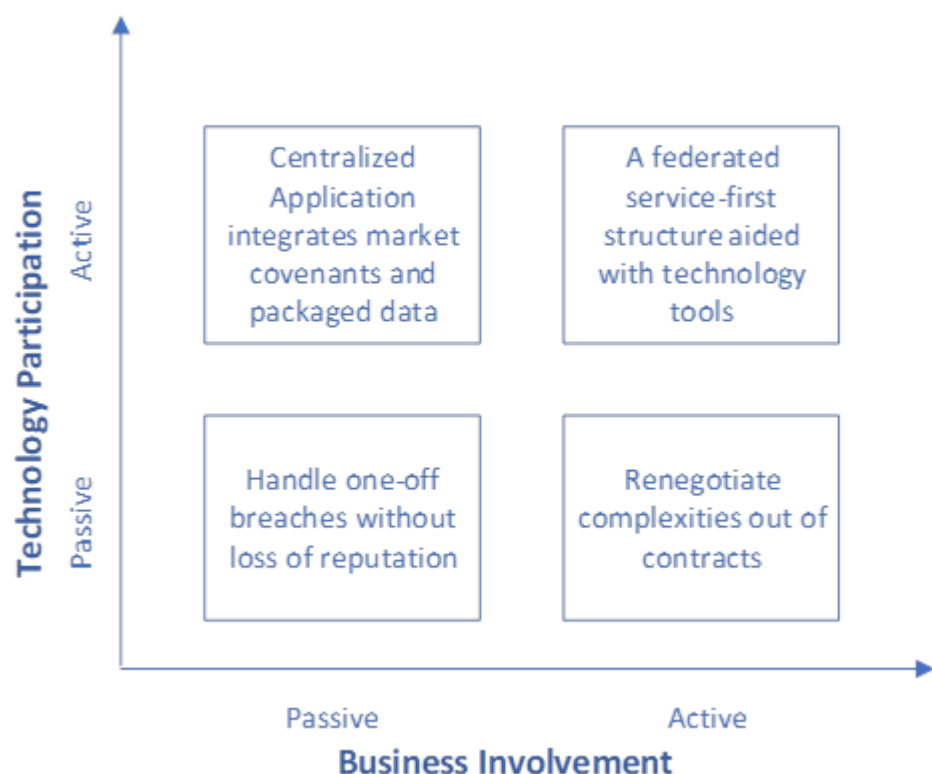 Technology Participation
Active
Passive
Centralized
Application
integrates market
covenants and
packaged data
A federated
service-first
structure aided
with technology
tools
Handle one-off
breaches without
loss of reputation
Renegotiate
complexities out of
contracts
Passive
Active
Business Involvement